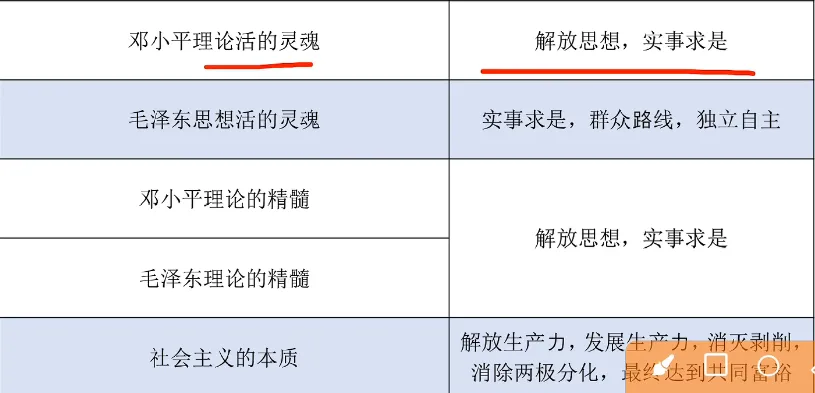 邓小平理论活的灵魂
解放思想，实事求是
毛泽东思想活的灵魂
实事求是，群众路线，独立自主
邓小平理论的精髓
解放思想，实事求是
毛泽东理论的精髓
社会主义的本质
解放生产力，发展生产力，消灭剥削，
消除两极分化，最终达到共同富裕